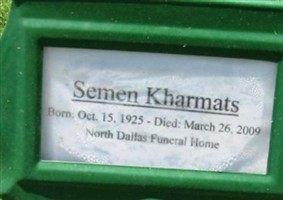 Semen Kharmats
Born: Oct. 15, 1925 - Died: March 26, 2009
North Dallas Funeral Home